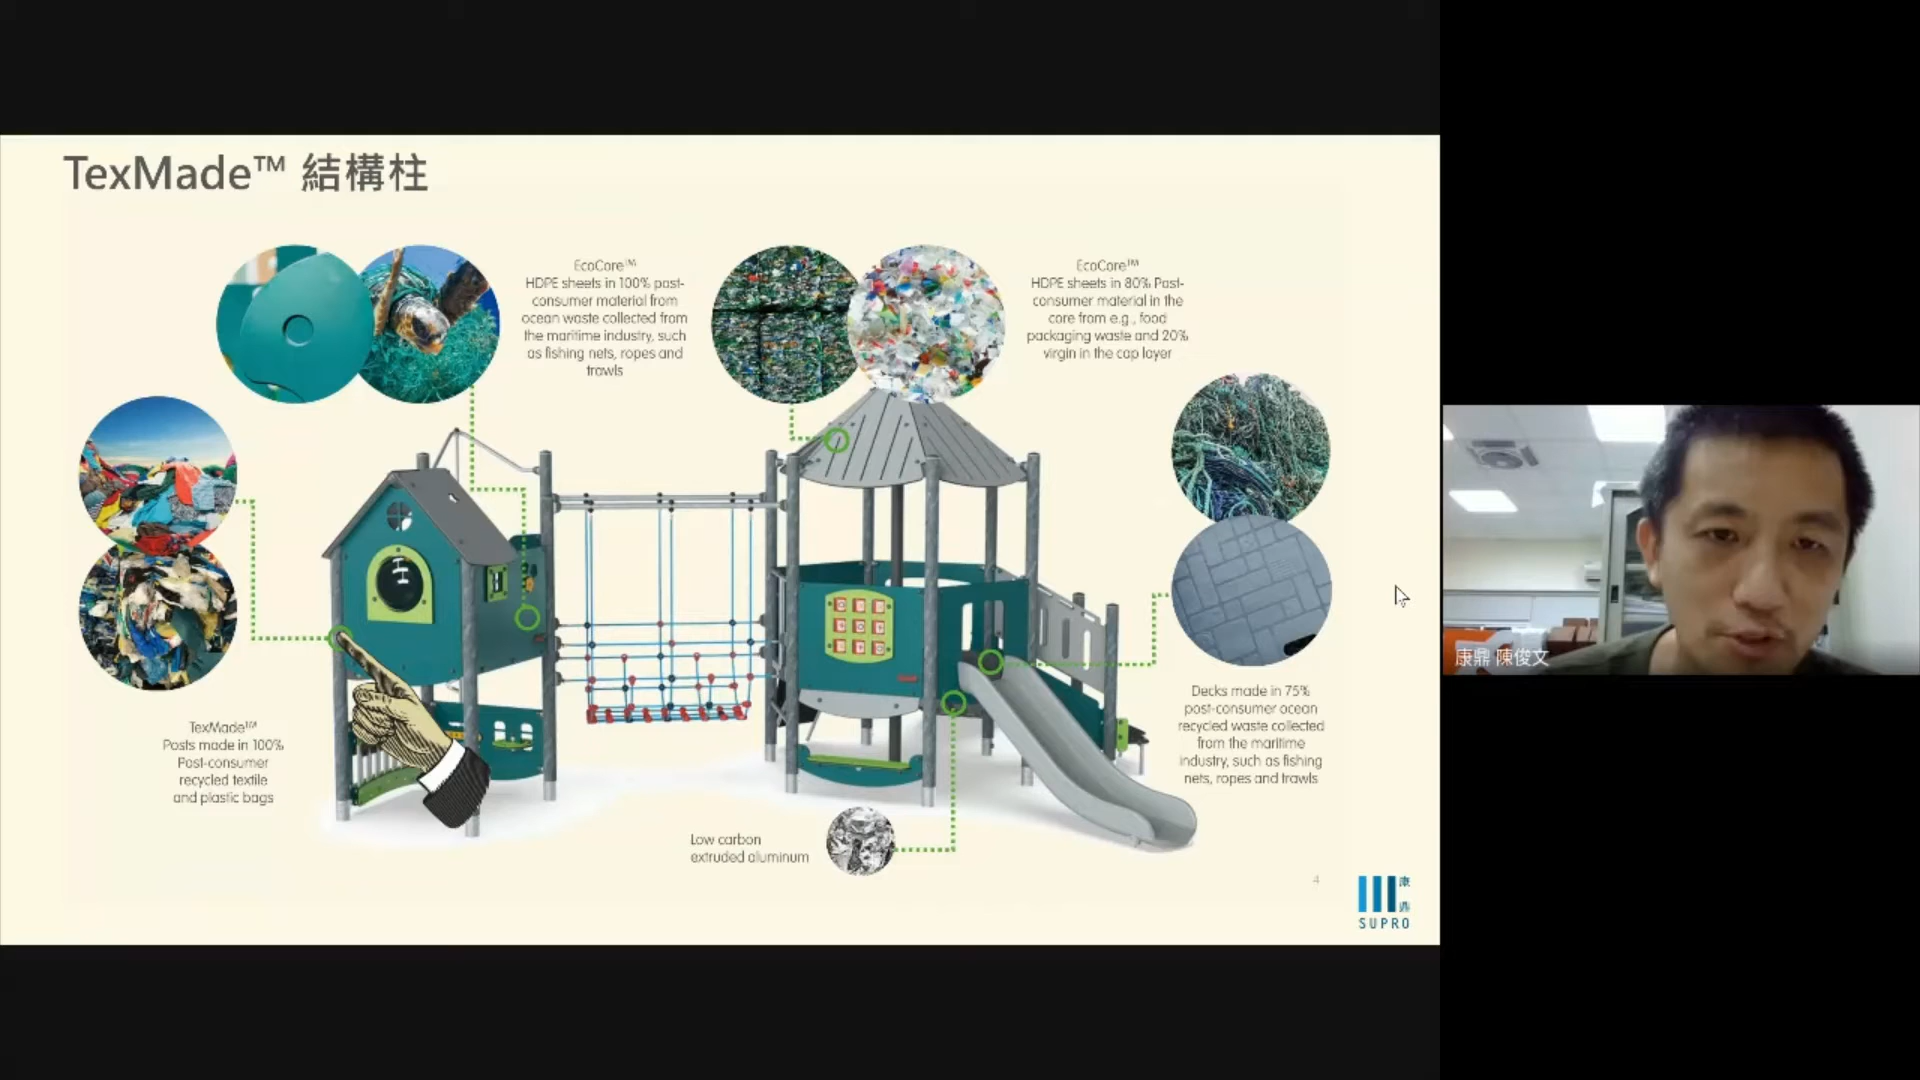 TexMade™ 結構柱
EcoCore™
HDPE sheets in 100% post-
consumer material from
ocean waste collected from
the maritime industry, such
as fishing nets, ropes and
trawls
EcoCore™
HDPE sheets in 80% Post-
consumer material in the
core from e.g., food
packaging waste and 20%
virgin in the cap layer
TexMade™
Posts made in 100%
Post-consumer
recycled textile
and plastic bags
Decks made in 75%
post-consumer ocean
recycled waste collected
from the maritime
industry, such as fishing
nets, ropes and trawls
Low carbon
extruded aluminum
4
康鼎
SUPRO
康鼎 陳俊文